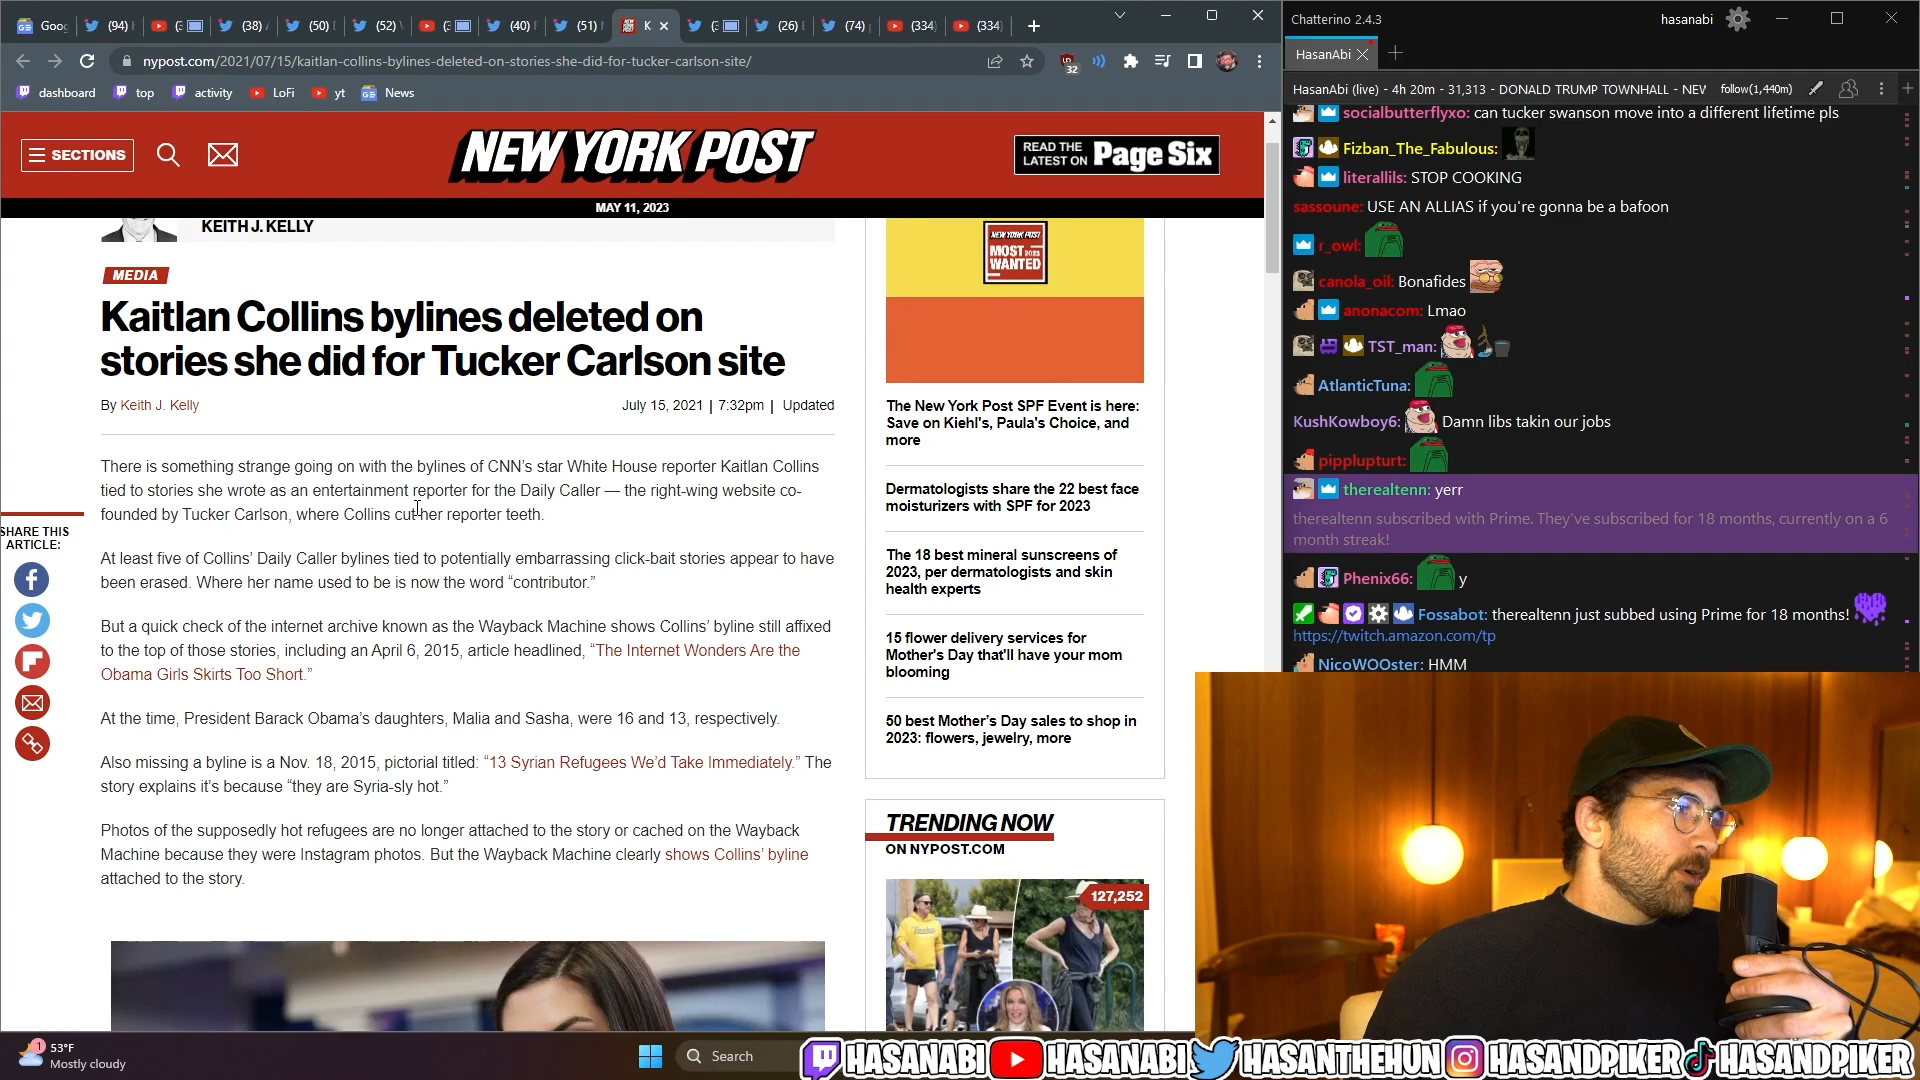 Goog
(94)
(3
(38)
(50)
(52)
(3
(40)
(51)
K
(3
(26)
(74)
(334)
(334)
nypost.com/2021/07/15/kaitlan-collins-bylines-deleted-on-stories-she-did-for-tucker-carlson-site/
32
dashboard
top
activity
LoFi
yt
News
SECTIONS
NEW YORK POST
READ THE
LATEST ON
Page Six
MAY 11, 2023
KEITH J. KELLY
MEDIA
Kaitlan Collins bylines deleted on
stories she did for Tucker Carlson site
By Keith J. Kelly
July 15, 2021 | 7:32pm | Updated
There is something strange going on with the bylines of CNN’s star White House reporter Kaitlan Collins
tied to stories she wrote as an entertainment reporter for the Daily Caller — the right-wing website co-
founded by Tucker Carlson, where Collins cut her reporter teeth.
At least five of Collins’ Daily Caller bylines tied to potentially embarrassing click-bait stories appear to have
been erased. Where her name used to be is now the word “contributor.”
But a quick check of the internet archive known as the Wayback Machine shows Collins’ byline still affixed
to the top of those stories, including an April 6, 2015, article headlined, “The Internet Wonders Are the
Obama Girls Skirts Too Short.”
At the time, President Barack Obama’s daughters, Malia and Sasha, were 16 and 13, respectively.
Also missing a byline is a Nov. 18, 2015, pictorial titled: “13 Syrian Refugees We’d Take Immediately.” The
story explains it’s because “they are Syria-sly hot.”
Photos of the supposedly hot refugees are no longer attached to the story or cached on the Wayback
Machine because they were Instagram photos. But the Wayback Machine clearly shows Collins’ byline
attached to the story.
SHARE THIS
ARTICLE:
NEW YORK POST
MOST
2023
WANTED
The New York Post SPF Event is here:
Save on Kiehl's, Paula's Choice, and
more
Dermatologists share the 22 best face
moisturizers with SPF for 2023
The 18 best mineral sunscreens of
2023, per dermatologists and skin
health experts
15 flower delivery services for
Mother's Day that'll have your mom
blooming
50 best Mother’s Day sales to shop in
2023: flowers, jewelry, more
TRENDING NOW
ON NYPOST.COM
127,252
Chatterino 2.4.3
hasanabi
HasanAbi
HasanAbi (live) - 4h 20m - 31,313 - DONALD TRUMP TOWNHALL - NEW
follow(1,440m)
socialbutterflyxo: can tucker swanson move into a different lifetime pls
Fizban_The_Fabulous:
literallils: STOP COOKING
sassoune: USE AN ALLIAS if you're gonna be a bafoon
r_owl:
canola_oil: Bonafides
anonacom: Lmao
TST_man:
AtlanticTuna:
KushKowboy6: Damn libs takin our jobs
pipplupturt:
therealtenn: yerr
therealtenn subscribed with Prime. They've subscribed for 18 months, currently on a 6
month streak!
Phenix66: y
Fossabot: therealtenn just subbed using Prime for 18 months!
https://twitch.amazon.com/tp
NicoWOOster: HMM
1
53°F
Mostly cloudy
Search
HASANABI
HASANABI
HASANTHEHUN
HASANDPIKER
HASANDPIKER